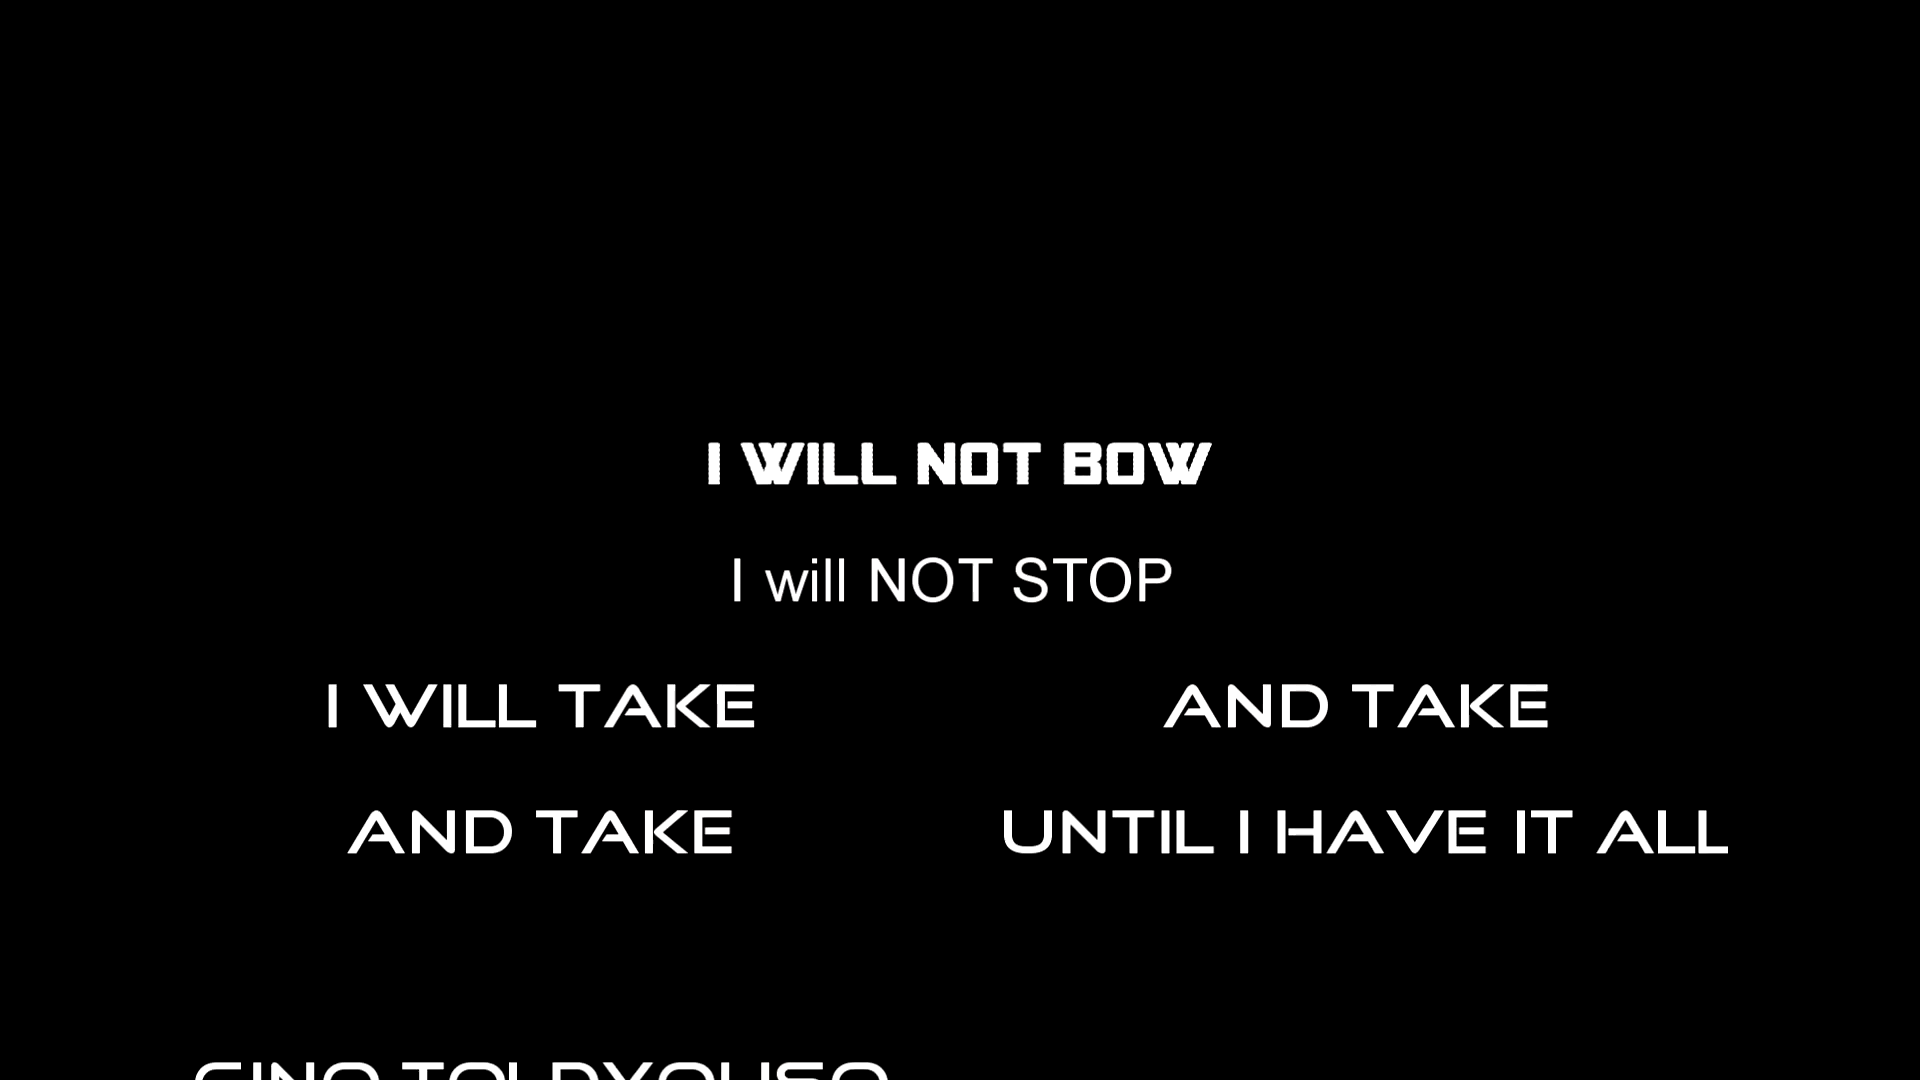 I WILL NOT BOW
I will NOT STOP
I WILL TAKE AND TAKE
AND TAKE UNTIL I HAVE IT ALL